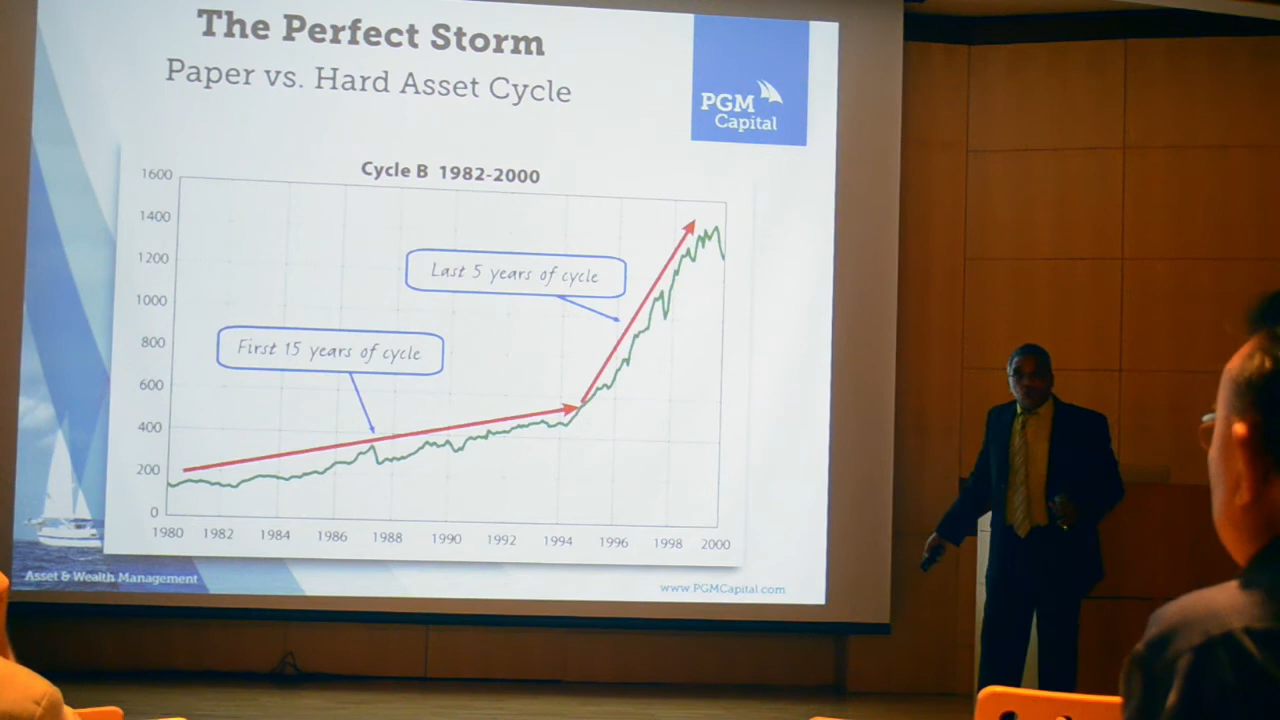 The Perfect Storm
Paper vs. Hard Asset Cycle
PGM
Capital
Cycle B 1982-2000
1600
1400
1200
1000
800
600
400
200
0
Last 5 years of cycle
First 15 years of cycle
1980 1982 1984 1986 1988 1990 1992 1994 1996 1998 2000
Asset & Wealth Management
www.PGMCapital.com